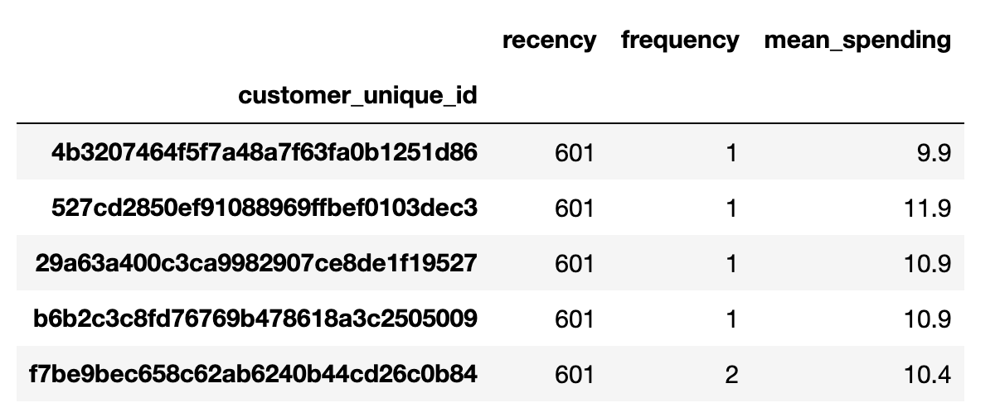 recency frequency mean_spending
customer_unique_id
4b3207464f5f7a48a7f63fa0b1251d86 601 1 9.9
527cd2850ef91088969ffbef0103dec3 601 1 11.9
29a63a400c3ca9982907ce8de1f19527 601 1 10.9
b6b2c3c8fd76769b478618a3c2505009 601 1 10.9
f7be9bec658c62ab6240b44cd26c0b84 601 2 10.4